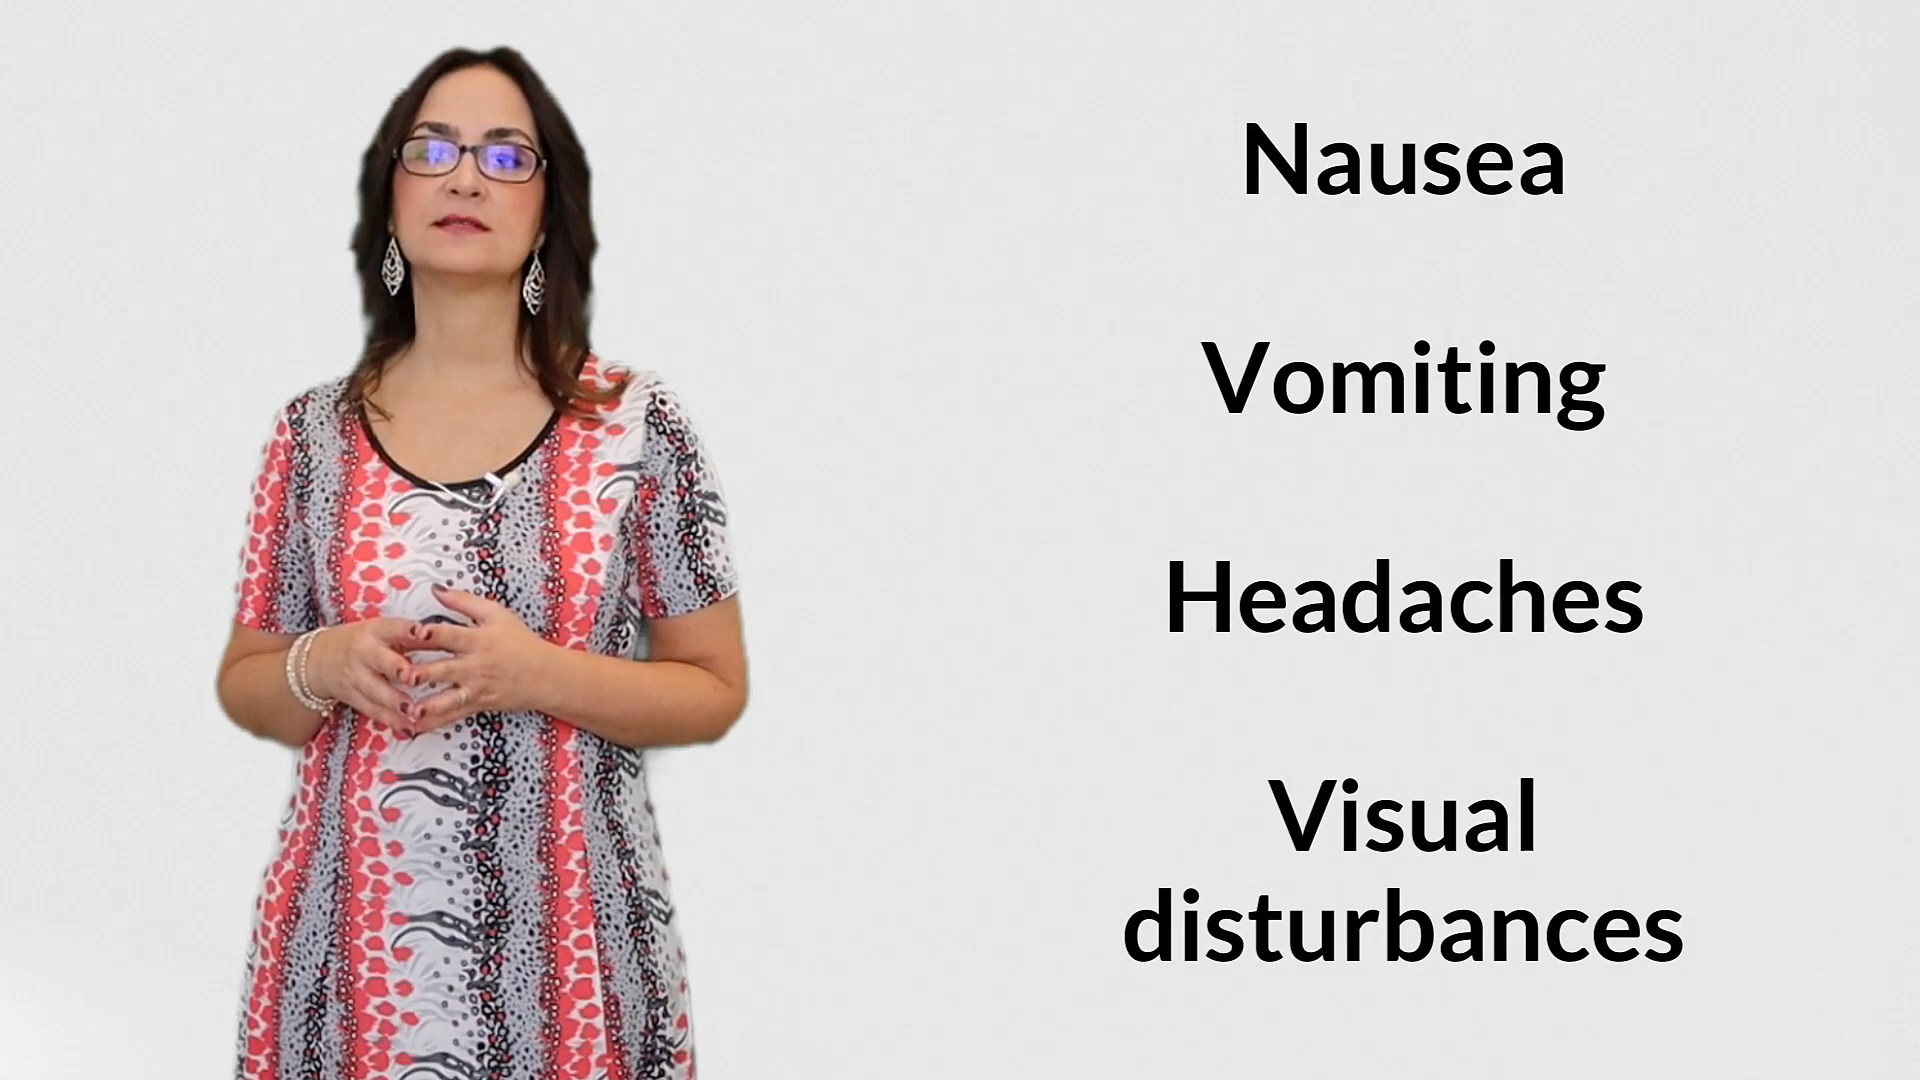 Nausea
Vomiting
Headaches
Visual
disturbances